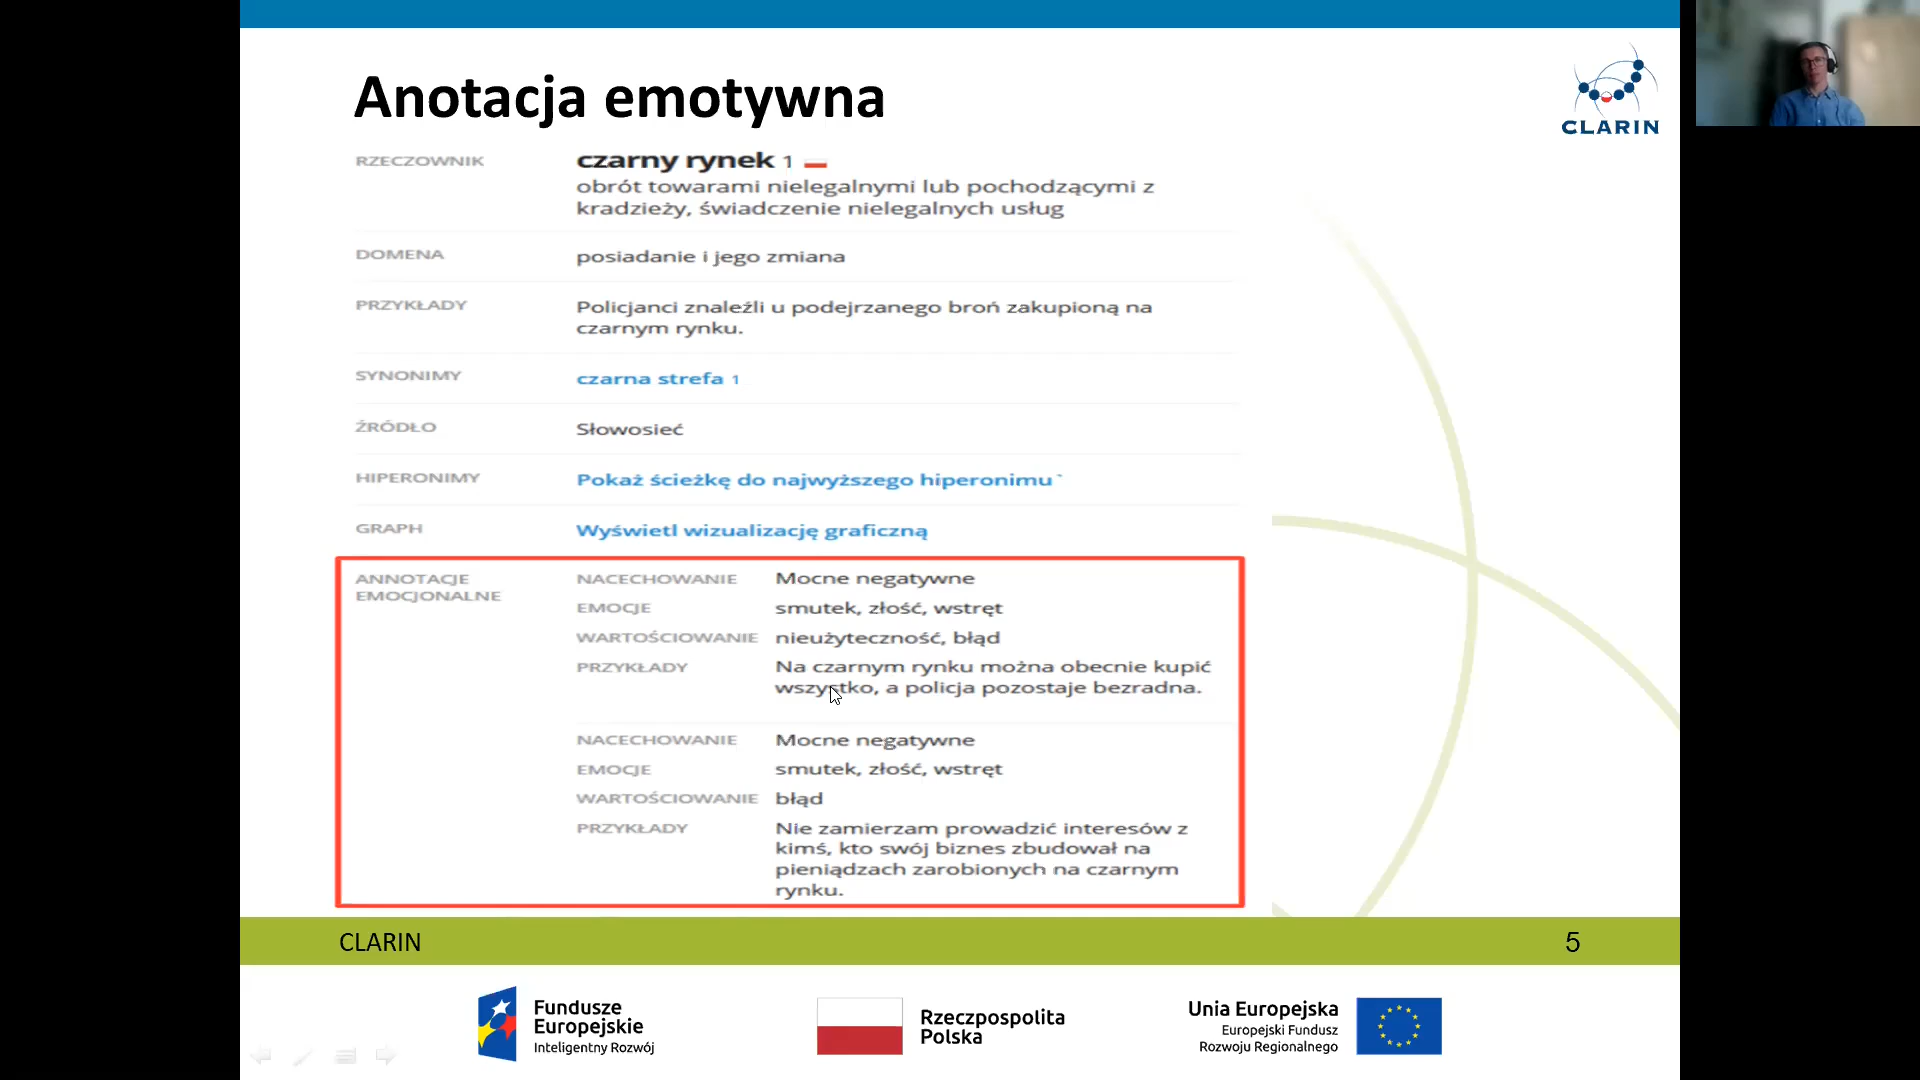 Anotacja emotywna
CLARIN
RZECZOWNIK
czarny rynek 1
obrót towarami nielegalnymi lub pochodzącymi z
kradzieży, świadczenie nielegalnych usług
DOMENA
posiadanie i jego zmiana
PRZYKŁADY
Policjanci znaleźli u podejrzanego broń zakupioną na
czarnym rynku.
SYNONIMY
czarna strefa 1
ŹRÓDŁO
Słowosieć
HIPERONIMY
Pokaż ścieżkę do najwyższego hiperonimu
GRAPH
Wyświetl wizualizację graficzną
ANNOTACJE
EMOCJONALNE
NACECHOWANIE Mocne negatywne
EMOCJE smutek, złość, wstręt
WARTOŚCIOWANIE nieużyteczność, błąd
PRZYKŁADY Na czarnym rynku można obecnie kupić
wszystko, a policja pozostaje bezradna.
NACECHOWANIE Mocne negatywne
EMOCJE smutek, złość, wstręt
WARTOŚCIOWANIE błąd
PRZYKŁADY Nie zamierzam prowadzić interesów z
kimś, kto swój biznes zbudował na
pieniądzach zarobionych na czarnym
rynku.
CLARIN
5
Fundusze
Europejskie
Inteligentny Rozwój
Rzeczpospolita
Polska
Unia Europejska
Europejski Fundusz
Rozwoju Regionalnego